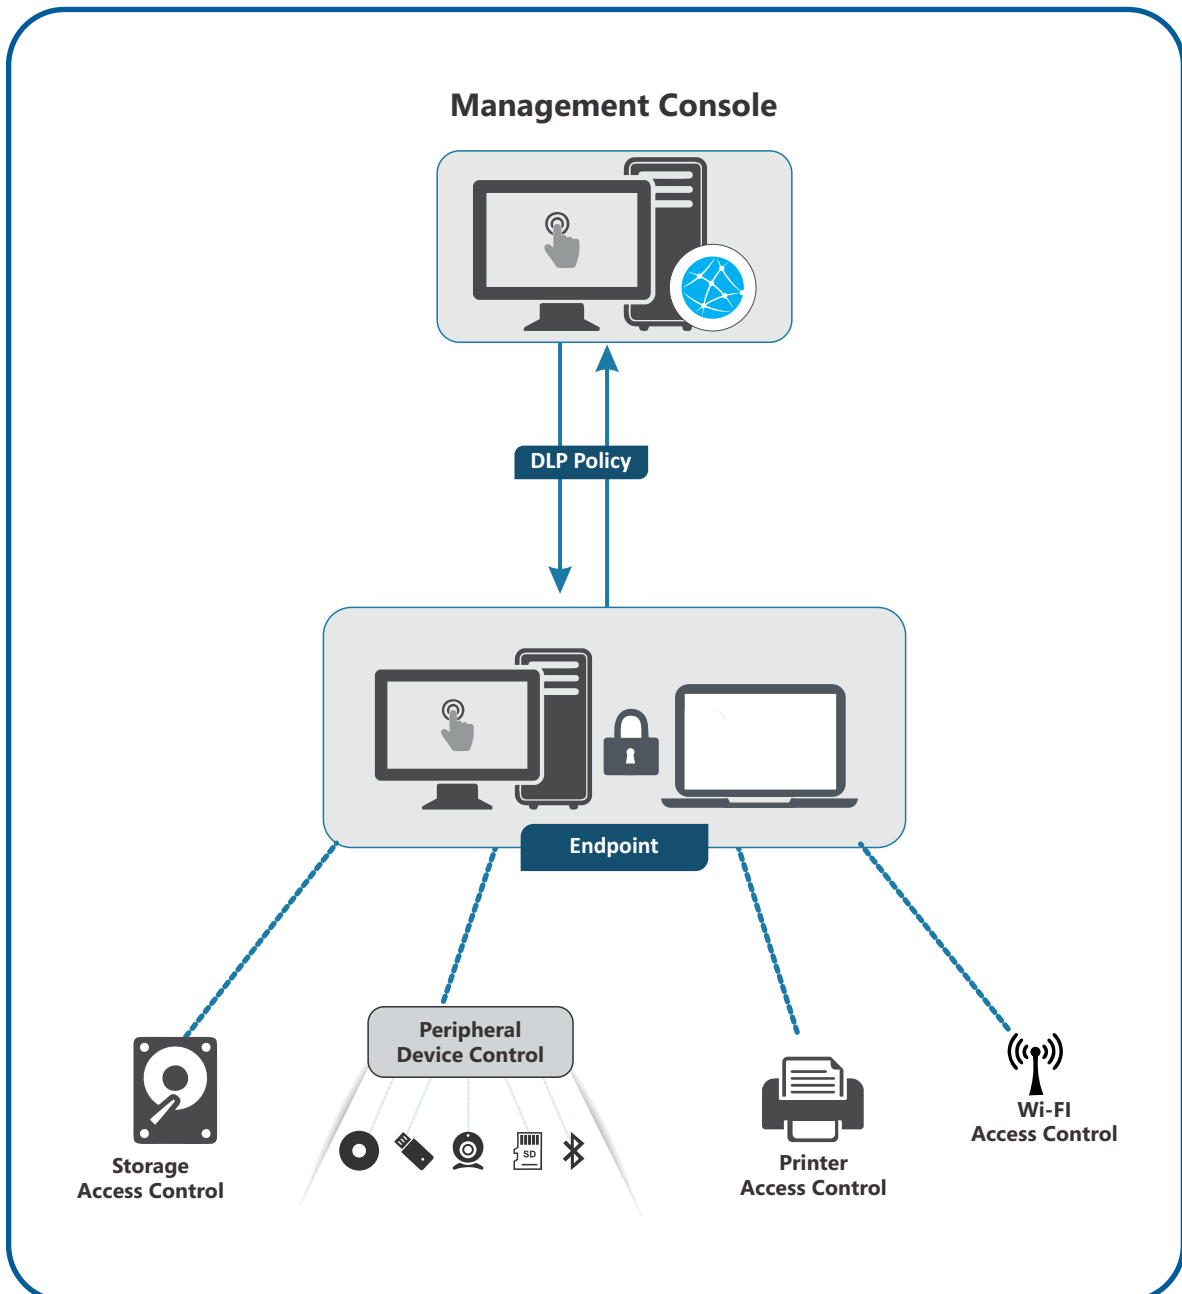 Management Console
DLP Policy
Endpoint
Peripheral
Device Control
SD
Wi-FI
Access Control
Storage
Access Control
Printer
Access Control